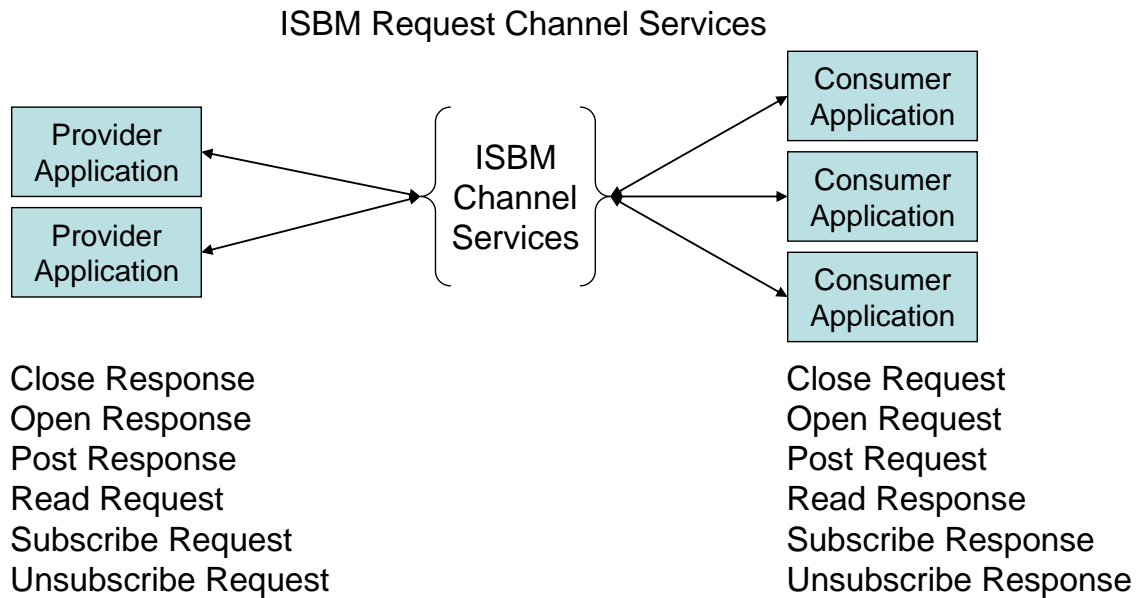 ISBM Request Channel Services
Provider
Application
Provider
Application
ISBM
Channel
Services
Consumer
Application
Consumer
Application
Consumer
Application
Close Response
Open Response
Post Response
Read Request
Subscribe Request
Unsubscribe Request
Close Request
Open Request
Post Request
Read Response
Subscribe Response
Unsubscribe Response